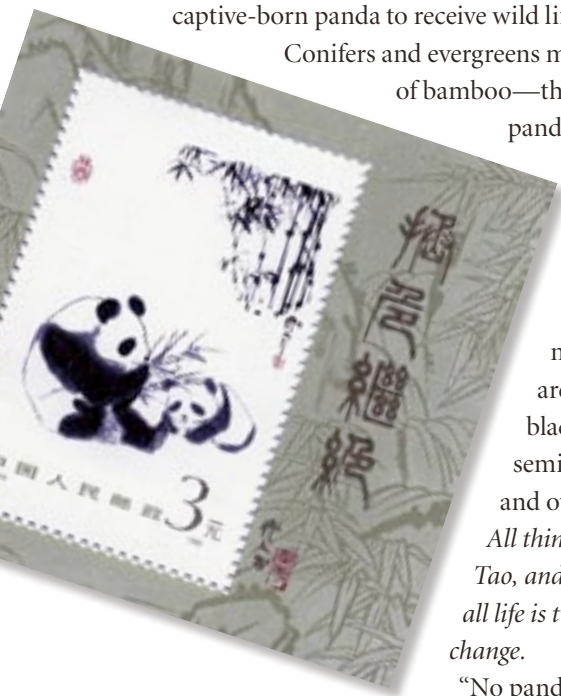 captive-born panda to receive wild li
Conifers and evergreens m
of bamboo—th
pand
中国人民邮政 3元
n
are
blac
semi
and o
All thin
Tao, and
all life is t
change.
“No pand